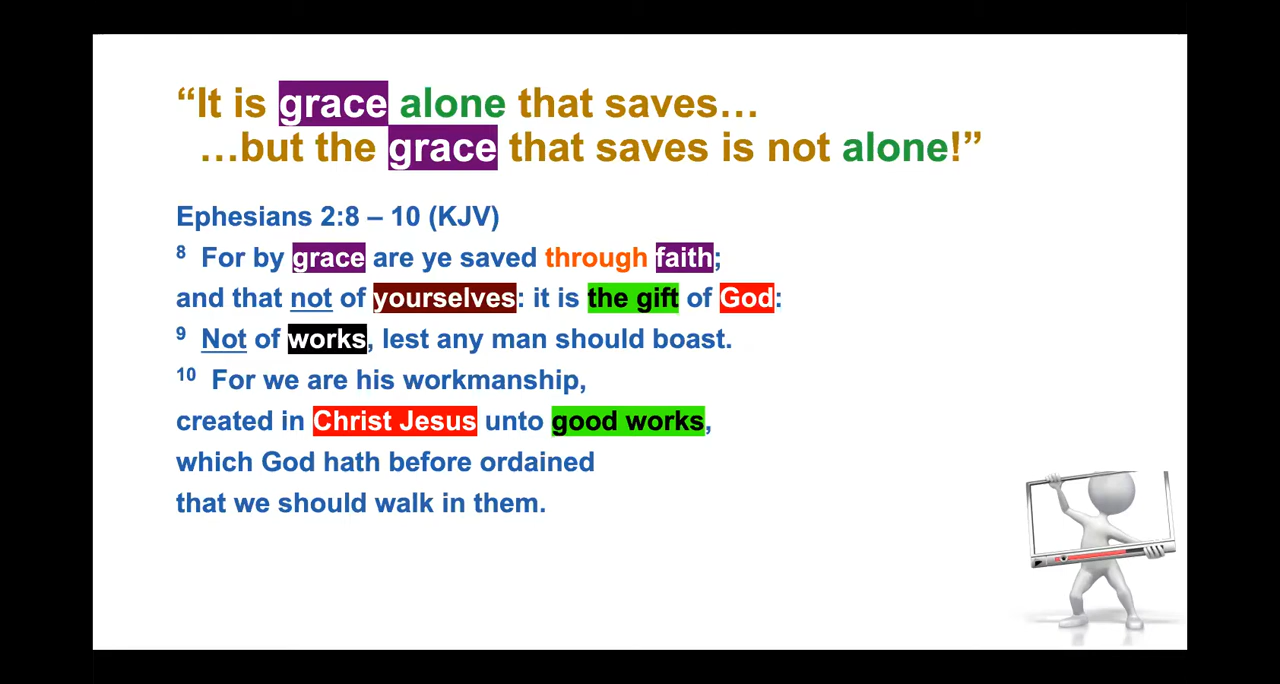 “It is grace alone that saves…
…but the grace that saves is not alone!”
Ephesians 2:8 – 10 (KJV)
8 For by grace are ye saved through faith;
and that not of yourselves: it is the gift of God:
9 Not of works, lest any man should boast.
10 For we are his workmanship,
created in Christ Jesus unto good works,
which God hath before ordained
that we should walk in them.